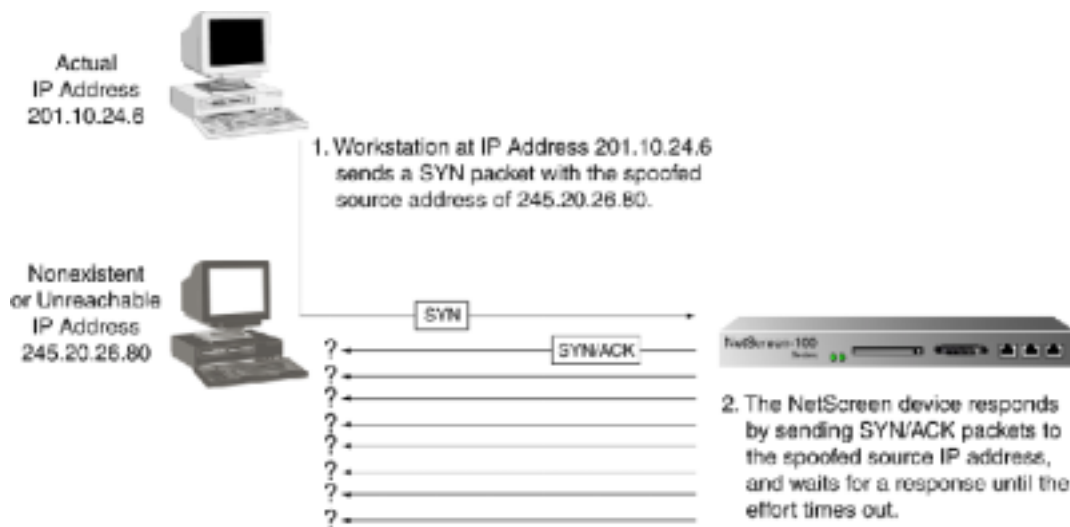 Actual
IP Address
201.10.24.6
1. Workstation at IP Address 201.10.24.6
sends a SYN packet with the spoofed
source address of 245.20.26.80.
Nonexistent
or Unreachable
IP Address
245.20.26.80
SYN
? SYN/ACK
?
?
?
?
?
?
?
NetScreen-100
2. The NetScreen device responds
by sending SYN/ACK packets to
the spoofed source IP address,
and waits for a response until the
effort times out.